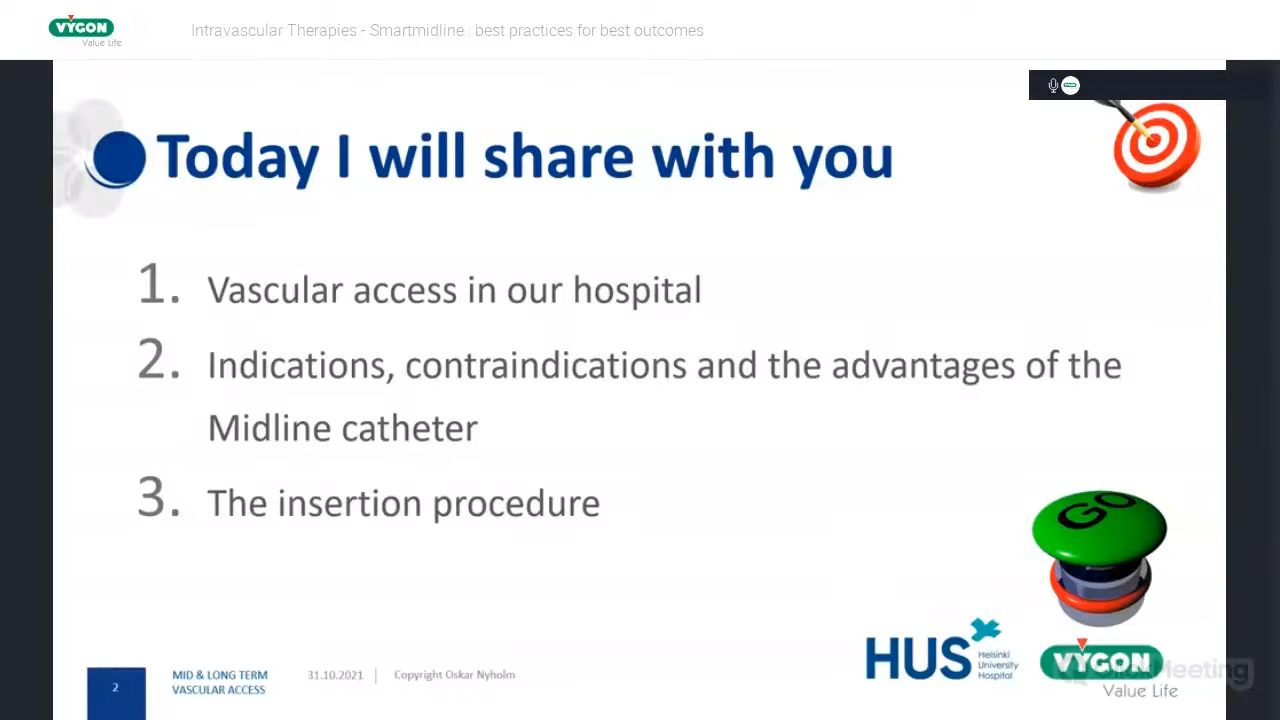 VYGON
Value Life
Intravascular Therapies - Smartmidline : best practices for best outcomes
Today I will share with you
1. Vascular access in our hospital
2. Indications, contraindications and the advantages of the
Midline catheter
3. The insertion procedure
GO
HUS
Helsinki
University
Hospital
VYGON
Value Life
Meeting
2
MID & LONG TERM
VASCULAR ACCESS
31.10.2021
Copyright Oskar Nyholm